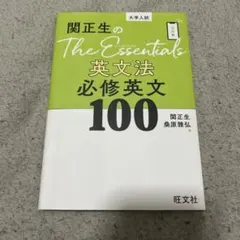 大学入試
関正生の
The Essentials
英文法
必修英文
100
関正生
桑原雅弘
旺文社